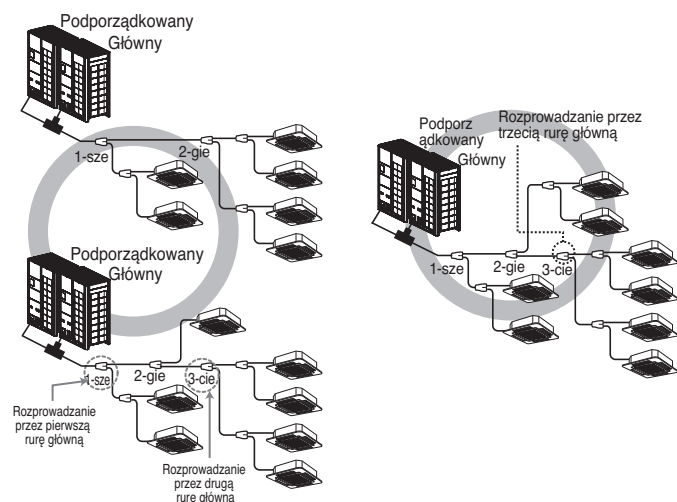 Podporządkowany
Główny
1-sze
2-gie
Podporządkowany
Główny
1-sze
2-gie
3-cie
Rozprowadzanie
przez pierwszą
rurę główną
Rozprowadzanie
przez drugą
rurę główną
Podporz
ądkowany
Główny
Rozprowadzanie przez
trzecią rurę główną
1-sze
2-gie
3-cie